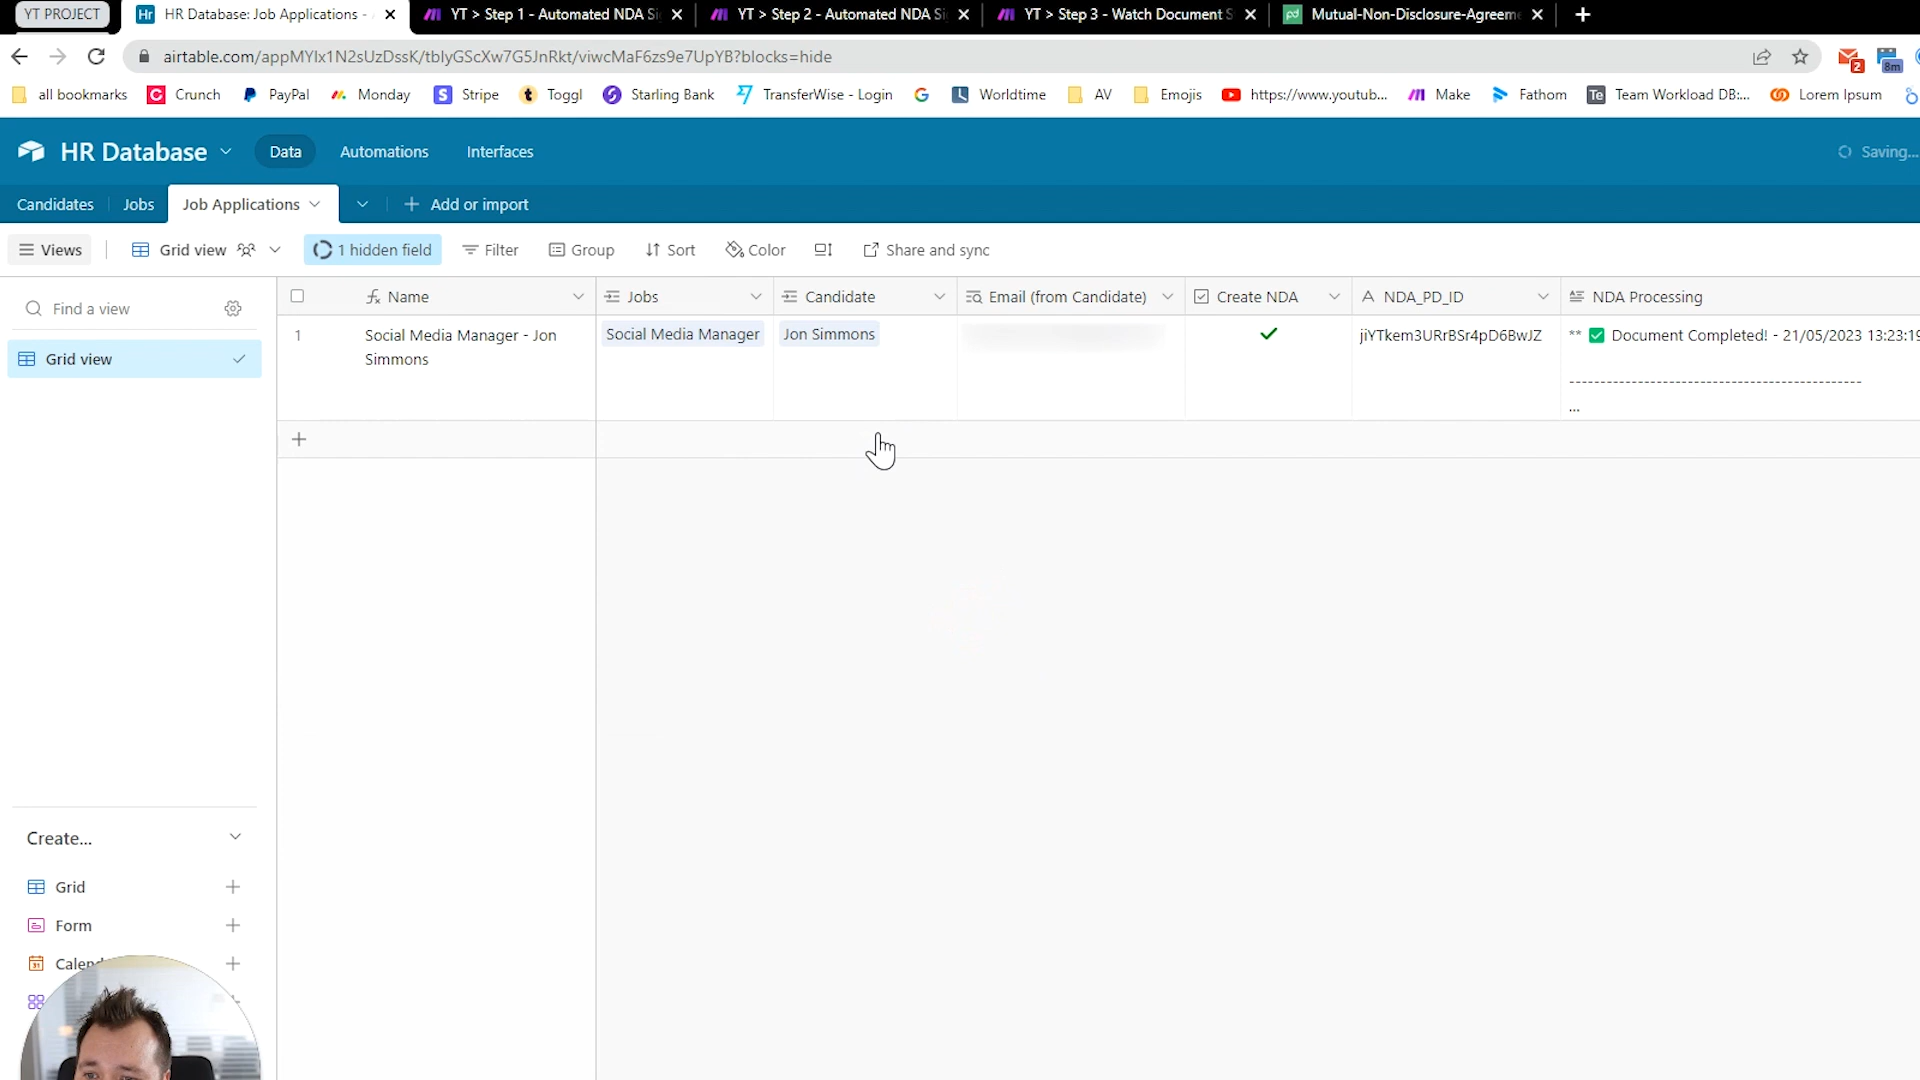 YT PROJECT
HR Database: Job Applications -
YT > Step 1 - Automated NDA Si
YT > Step 2 - Automated NDA Si
YT > Step 3 - Watch Document S
Mutual-Non-Disclosure-Agreem
airtable.com/appMYIx1N2sUzDssK/tblyGScXw7G5JnRkt/viwcMaF6zs9e7UpYB?blocks=hide
2
8m
all bookmarks
Crunch
PayPal
Monday
Stripe
Toggl
Starling Bank
TransferWise - Login
Worldtime
AV
Emojis
https://www.youtub...
Make
Fathom
Team Workload DB:...
Lorem Ipsum
HR Database
Data
Automations
Interfaces
Saving...
Candidates
Jobs
Job Applications
Add or import
Views
Grid view
1 hidden field
Filter
Group
Sort
Color
Share and sync
Find a view
Name
Jobs
Candidate
Email (from Candidate)
Create NDA
NDA_PD_ID
NDA Processing
1
Social Media Manager - Jon
Simmons
Social Media Manager
Jon Simmons
jiYTkem3URrBSr4pD6BwJZ
** ✅ Document Completed! - 21/05/2023 13:23:19
-----------------------------------------------
...
Grid view
Create...
Grid
Form
Calen